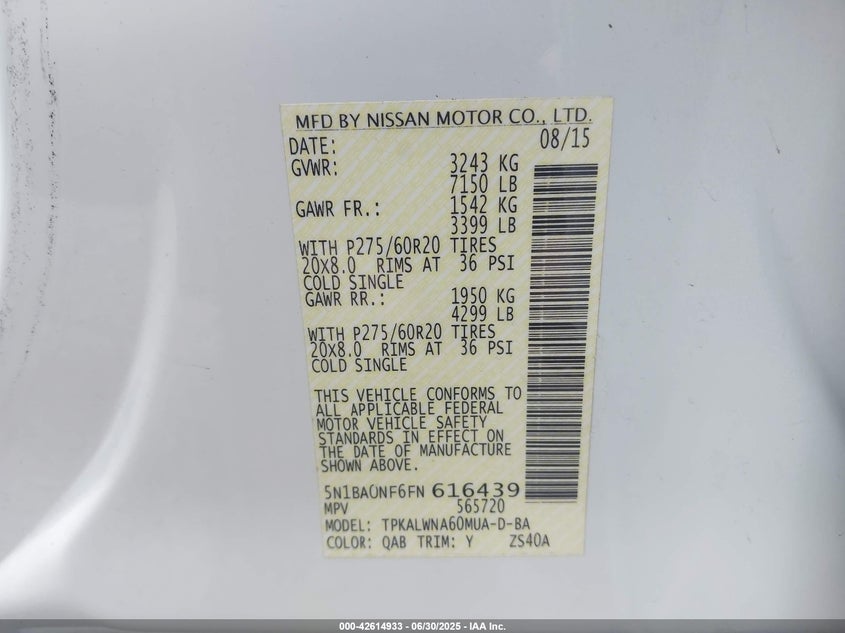 MFD BY NISSAN MOTOR CO., LTD.
DATE: 08/15
GVWR: 3243 KG
7150 LB
GAWR FR.: 1542 KG
3399 LB
WITH P275/60R20 TIRES
20X8.0 RIMS AT 36 PSI
COLD SINGLE
GAWR RR.: 1950 KG
4299 LB
WITH P275/60R20 TIRES
20X8.0 RIMS AT 36 PSI
COLD SINGLE
THIS VEHICLE CONFORMS TO
ALL APPLICABLE FEDERAL
MOTOR VEHICLE SAFETY
STANDARDS IN EFFECT ON
THE DATE OF MANUFACTURE
SHOWN ABOVE.
5N1BA0NF6FN 616439
MPV 565720
MODEL: TPKALWNA60MUA-D-BA
COLOR: QAB TRIM: Y ZS40A
000-42614933 - 06/30/2025 - IAA Inc.